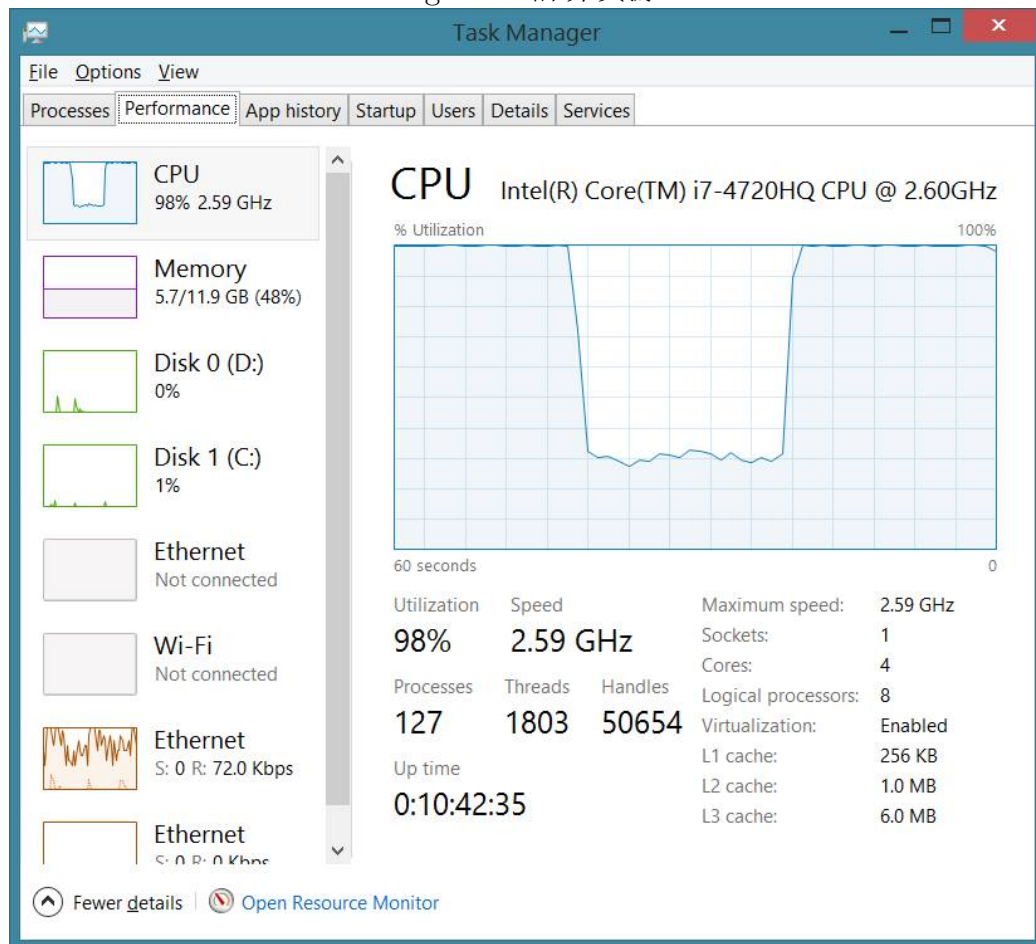 Task Manager
File Options View
Processes Performance App history Startup Users Details Services
CPU
98% 2.59 GHz
Memory
5.7/11.9 GB (48%)
Disk 0 (D:)
0%
Disk 1 (C:)
1%
Ethernet
Not connected
Wi-Fi
Not connected
Ethernet
S: 0 R: 72.0 Kbps
Ethernet
S: 0 R: 0 Kbps
CPU Intel(R) Core(TM) i7-4720HQ CPU @ 2.60GHz
% Utilization 100%
60 seconds 0
Utilization Speed
98% 2.59 GHz
Processes Threads Handles
127 1803 50654
Up time
0:10:42:35
Maximum speed: 2.59 GHz
Sockets: 1
Cores: 4
Logical processors: 8
Virtualization: Enabled
L1 cache: 256 KB
L2 cache: 1.0 MB
L3 cache: 6.0 MB
Fewer details Open Resource Monitor